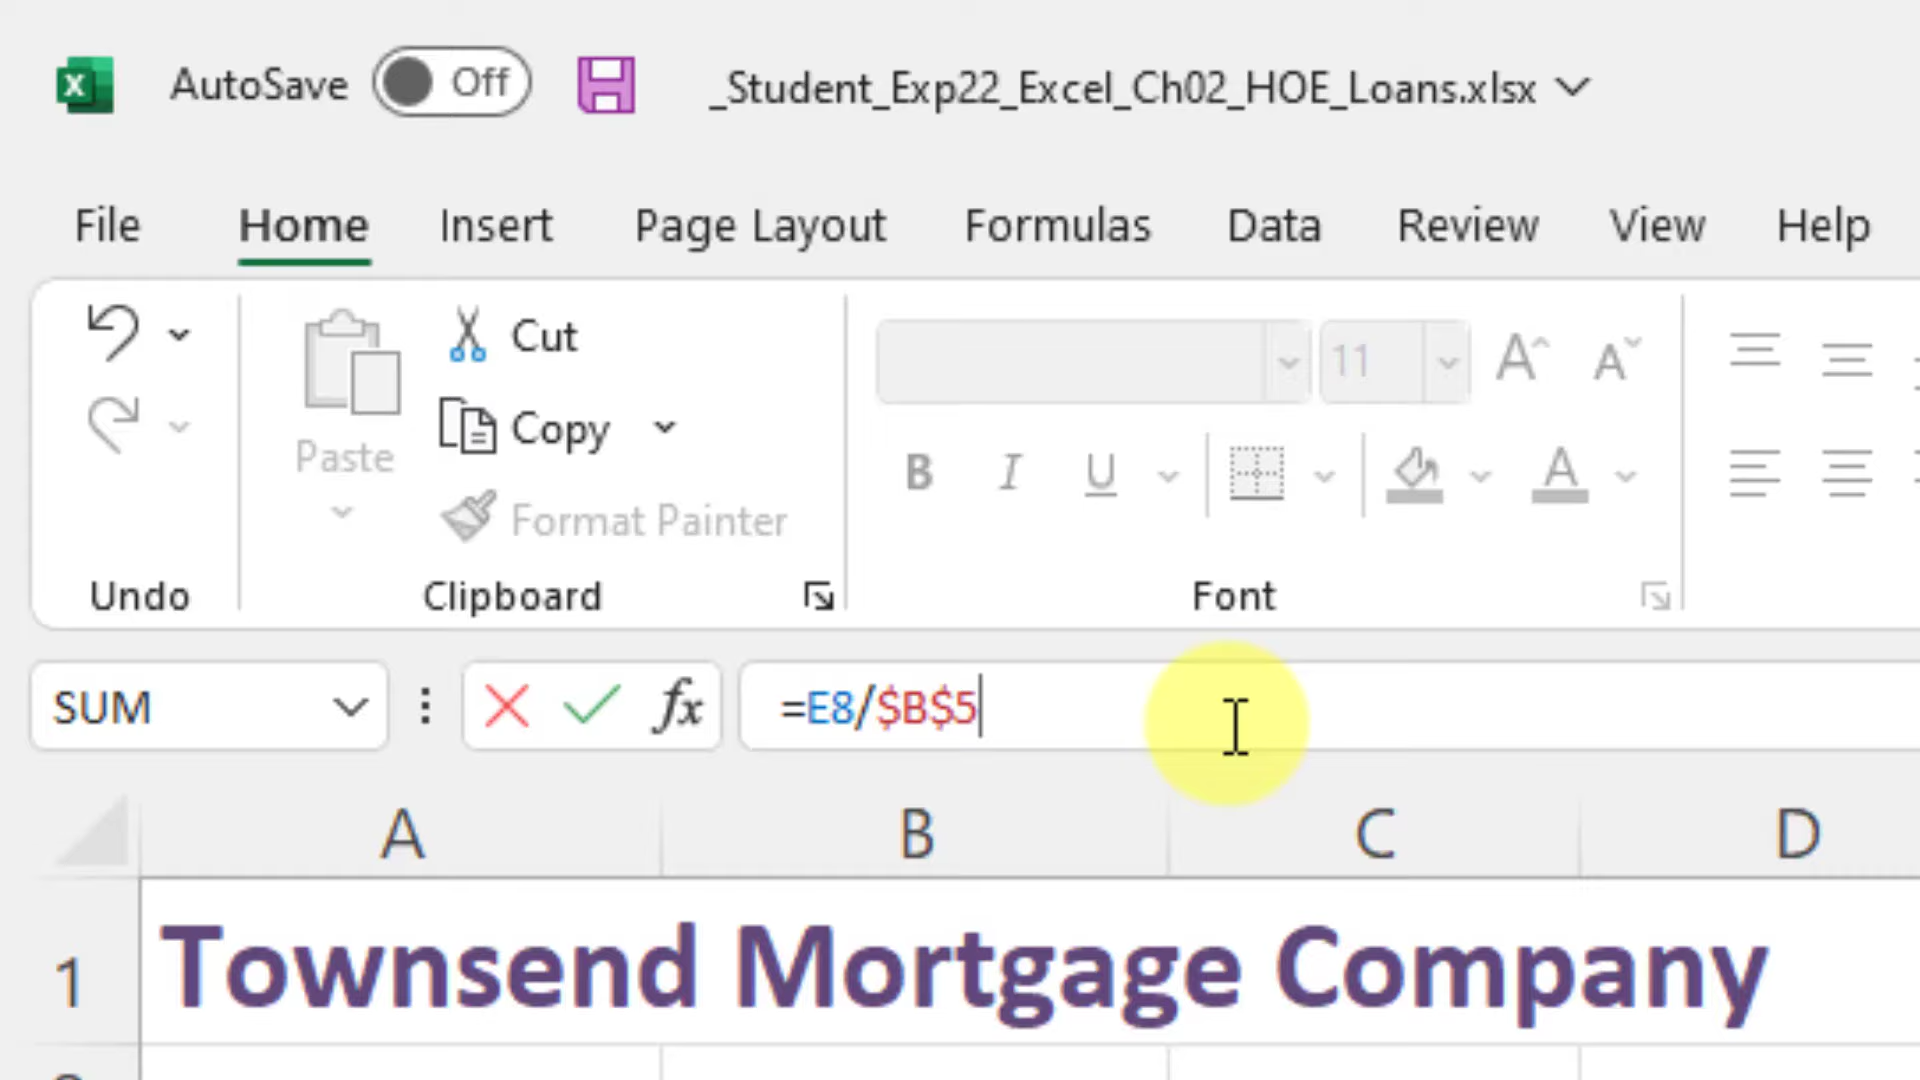 AutoSave Off _Student_Exp22_Excel_Ch02_HOE_Loans.xlsx
File Home Insert Page Layout Formulas Data Review View Help
Cut
11 A A
Copy
Paste
B I U A
Format Painter
Undo Clipboard Font
SUM fx =E8/$B$5
A B C D
1 Townsend Mortgage Company